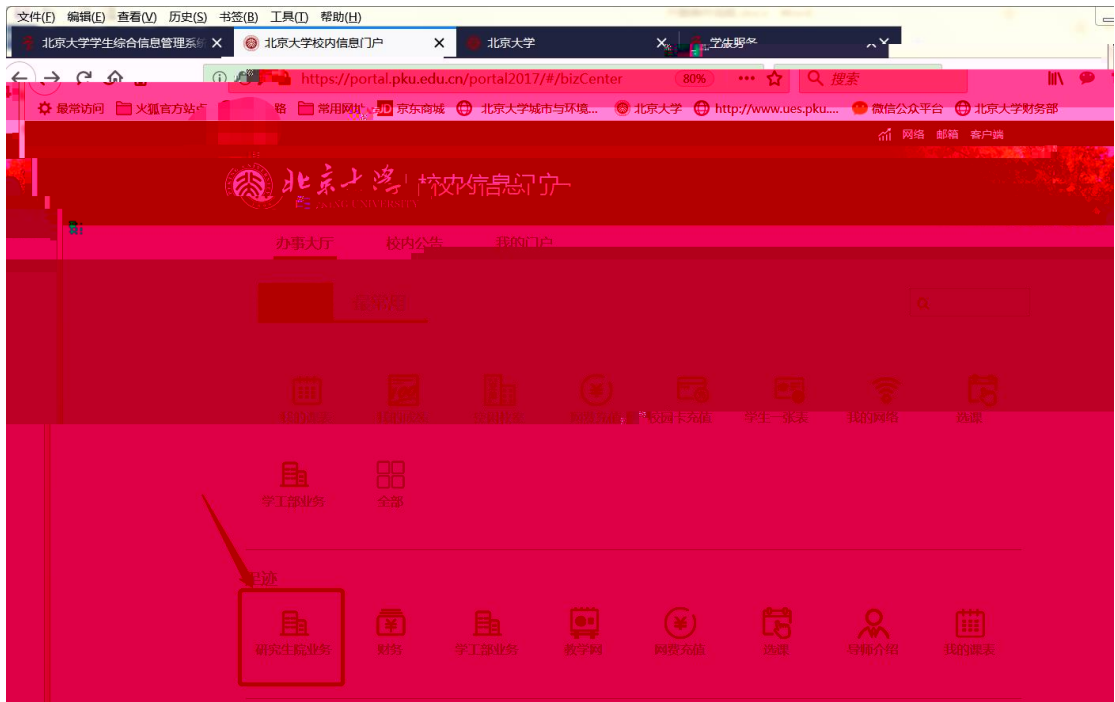 文件(F) 编辑(E) 查看(V) 历史(S) 书签(B) 工具(T) 帮助(H)
北京大学学生综合信息管理系统 北京大学校内信息门户 北京大学
https://portal.pku.edu.cn/portal2017/#/bizCenter 80% 搜索
最常访问 火狐官方站点 常用网址 JD 京东商城 北京大学城市与环境... 北京大学 http://www.ues.pku.... 微信公众平台 北京大学财务部
网络 邮箱 客户端
北京大学 校内信息门户
办事大厅 校内公告 我的门户
校园卡充值 学生一张表 我的网络 选课
学工部业务 全部
足迹
研究生院业务 财务 学工部业务 教学网 网费充值 选课 导师介绍 我的课表